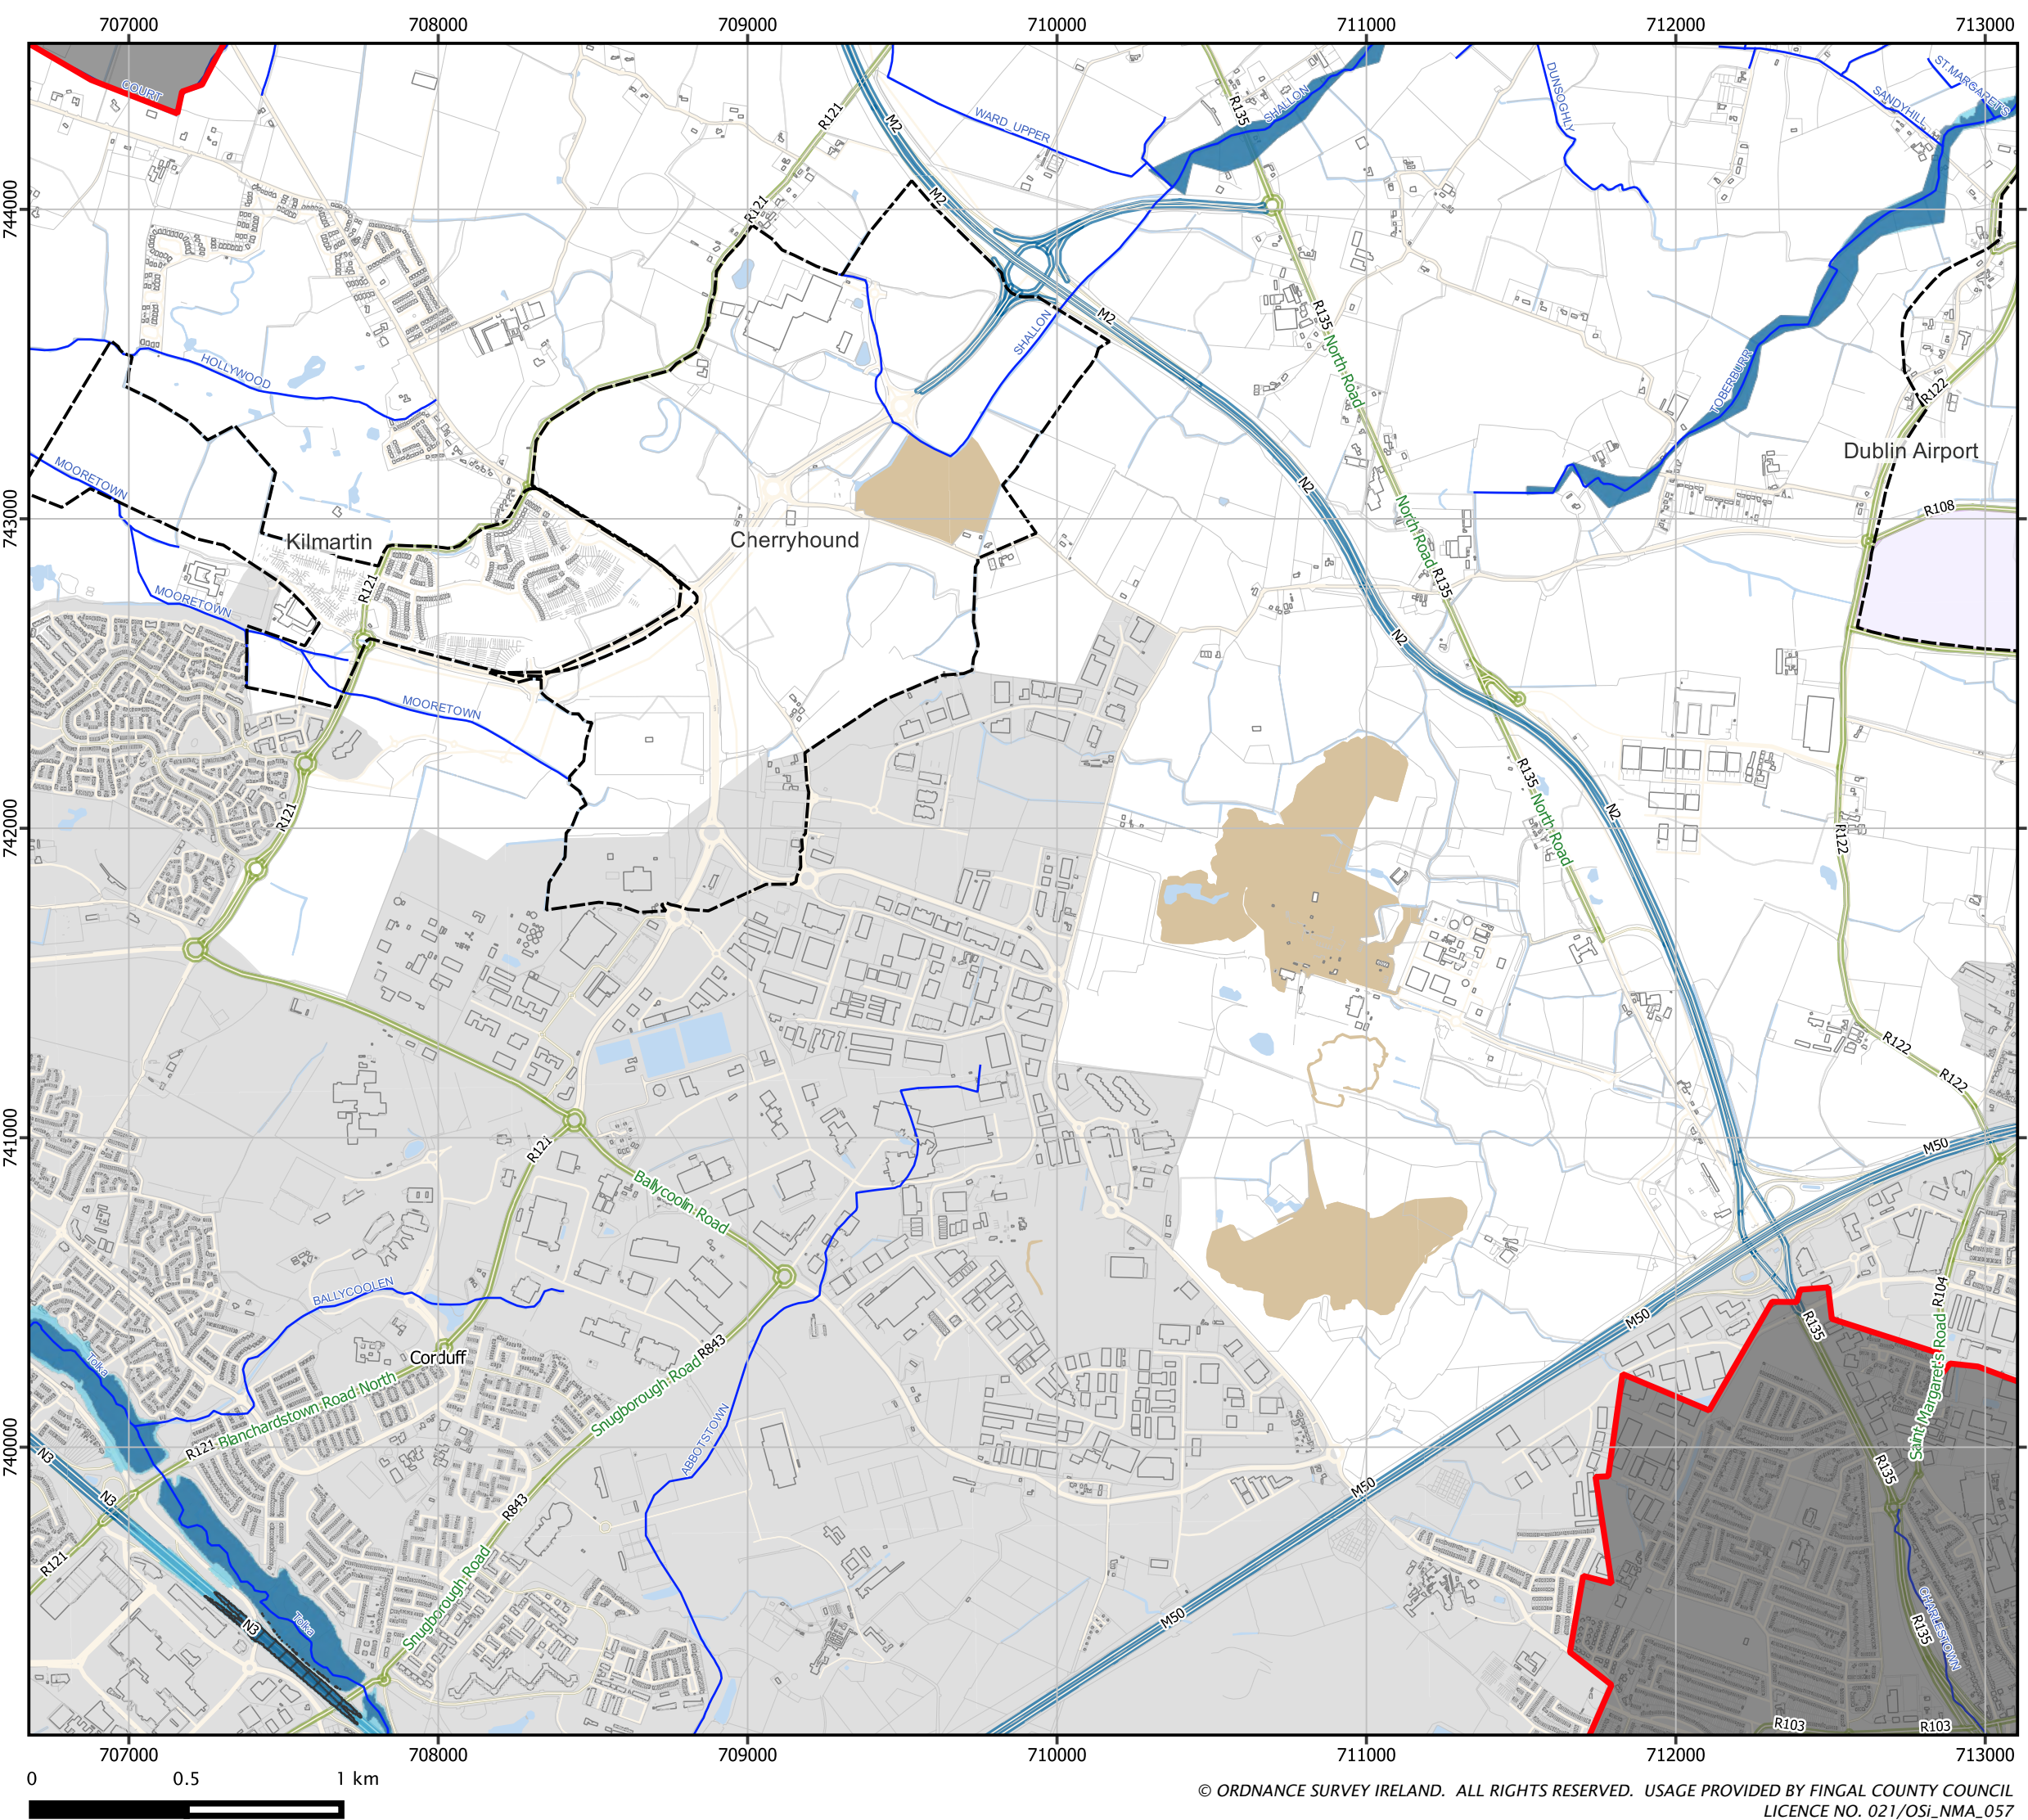 707000 708000 709000 710000 711000 712000 713000
COURT
R121
M2
WARD_UPPER
R135
SHALLON
DUNSOGHLY
SANDYHILL
ST.MARGARET'S
744000
R121
M2
HOLLYWOOD
SHALLON
M2
R135
North Road
TOBERBURR
R122
Dublin Airport
MOORETOWN
N2
743000
Kilmartin
Cherryhound
North Road
R108
R121
MOORETOWN
R135
N2
MOORETOWN
R135
North Road
N2
742000
R121
R122
R122
R122
741000
R121
M50
Ballycoolin Road
BALLYCOOLEN
R104
M50
R135
Tolka
Corduff
R843
Saint Margaret's Road
Blanchardstown Road North
Snugborough Road
740000
N3
R121
ABBOTSTOWN
R135
N3
M50
R843
R121
Snugborough Road
CHARLESTOWN
Tolka
N3
M50
R135
R103
R103
707000 708000 709000 710000 711000 712000 713000
0 0.5 1 km
© ORDNANCE SURVEY IRELAND. ALL RIGHTS RESERVED. USAGE PROVIDED BY FINGAL COUNTY COUNCIL
LICENCE NO. 021/OSi_NMA_057